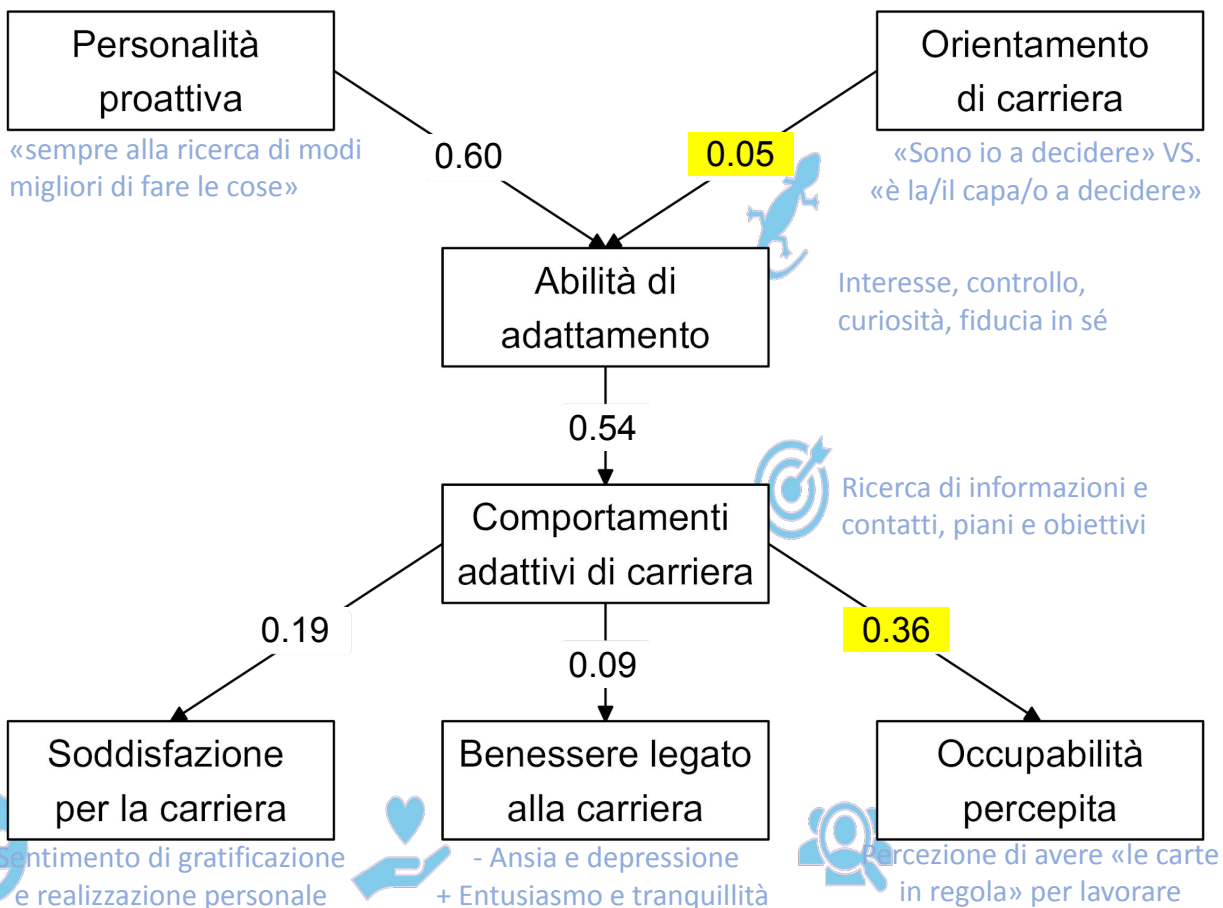 Personalità
proattiva
Orientamento
di carriera
«sempre alla ricerca di modi
migliori di fare le cose»
0.60
0.05
«Sono io a decidere» VS.
«è la/il capa/o a decidere»
Abilità di
adattamento
Interesse, controllo,
curiosità, fiducia in sé
0.54
Comportamenti
adattivi di carriera
Ricerca di informazioni e
contatti, piani e obiettivi
0.19
0.09
0.36
Soddisfazione
per la carriera
Benessere legato
alla carriera
Occupabilità
percepita
Sentimento di gratificazione
e realizzazione personale
- Ansia e depressione
+ Entusiasmo e tranquillità
Percezione di avere «le carte
in regola» per lavorare